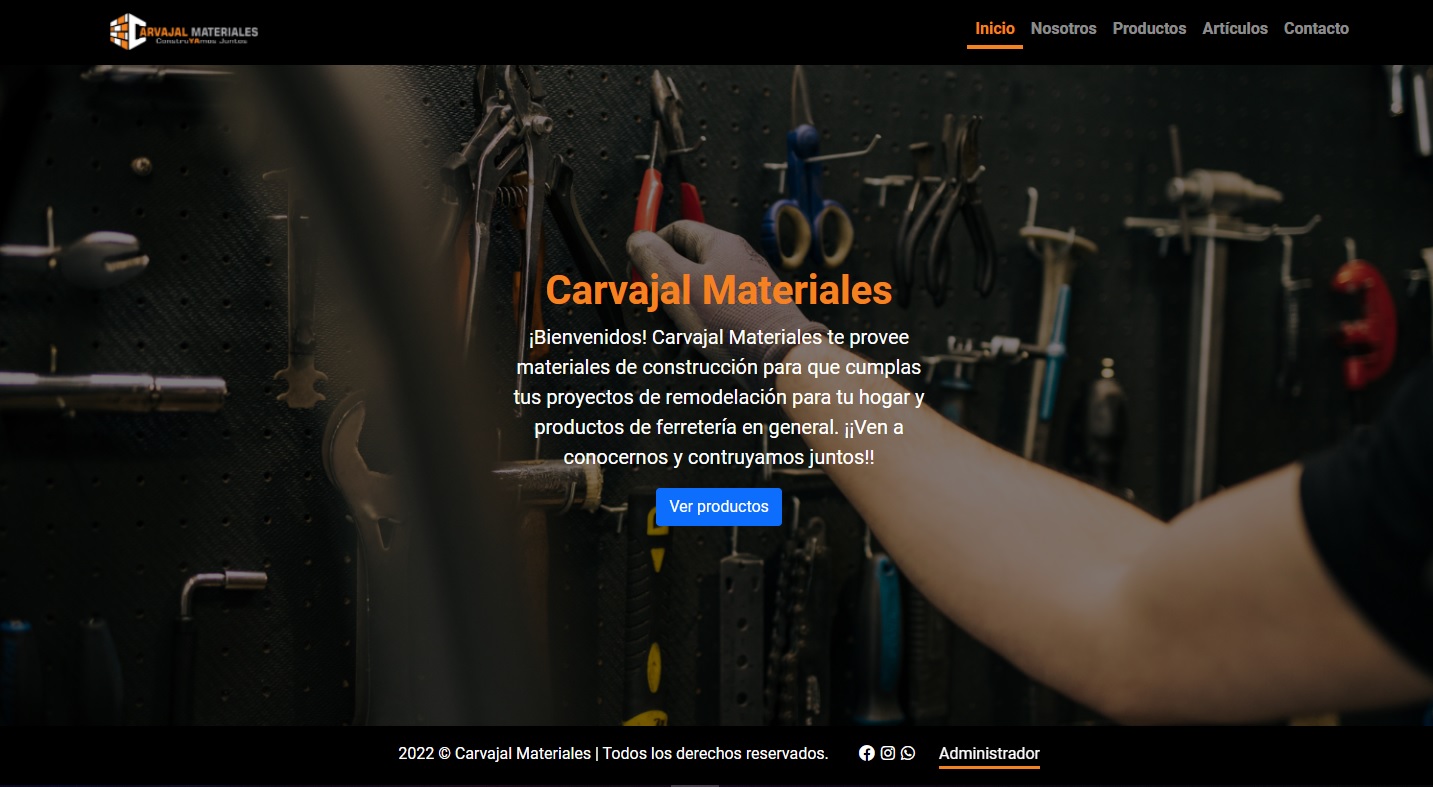 CARVAJAL MATERIALES
ConstruYAmos Juntos
Inicio Nosotros Productos Artículos Contacto
Carvajal Materiales
¡Bienvenidos! Carvajal Materiales te provee
materiales de construcción para que cumplas
tus proyectos de remodelación para tu hogar y
productos de ferretería en general. ¡¡Ven a
conocernos y contruyamos juntos!!
Ver productos
2022 © Carvajal Materiales | Todos los derechos reservados. Administrador